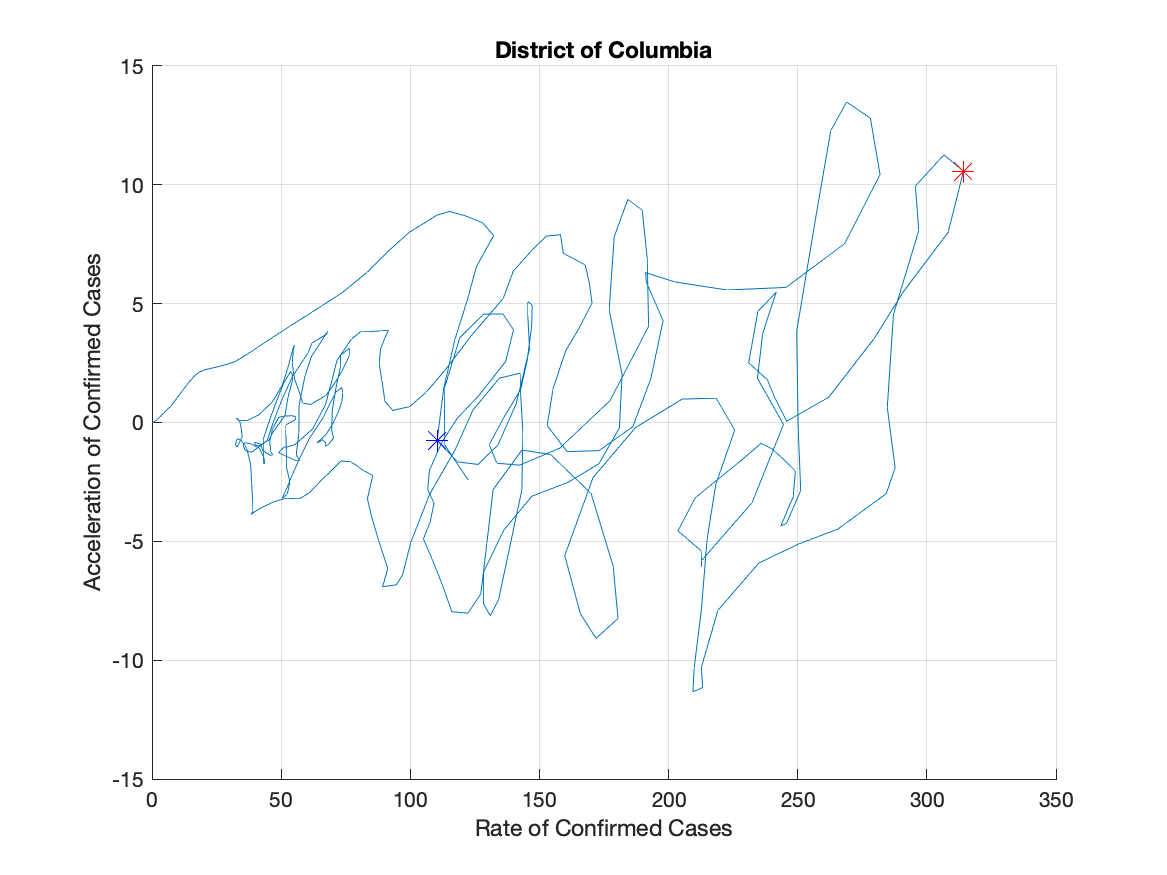 District of Columbia
15
10
5
0
-5
-10
-15
Acceleration of Confirmed Cases
0 50 100 150 200 250 300 350
Rate of Confirmed Cases